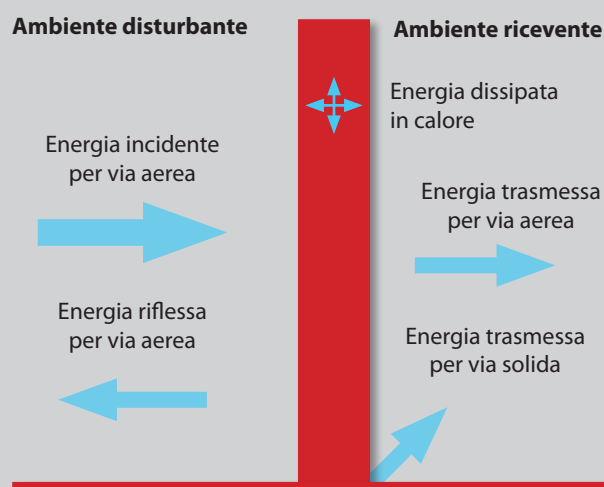 Ambiente disturbante
Ambiente ricevente
Energia dissipata
in calore
Energia incidente
per via aerea
Energia trasmessa
per via aerea
Energia riflessa
per via aerea
Energia trasmessa
per via solida